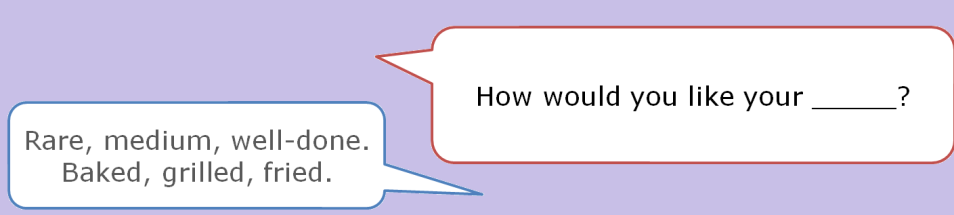 How would you like your ______?
Rare, medium, well-done.
Baked, grilled, fried.